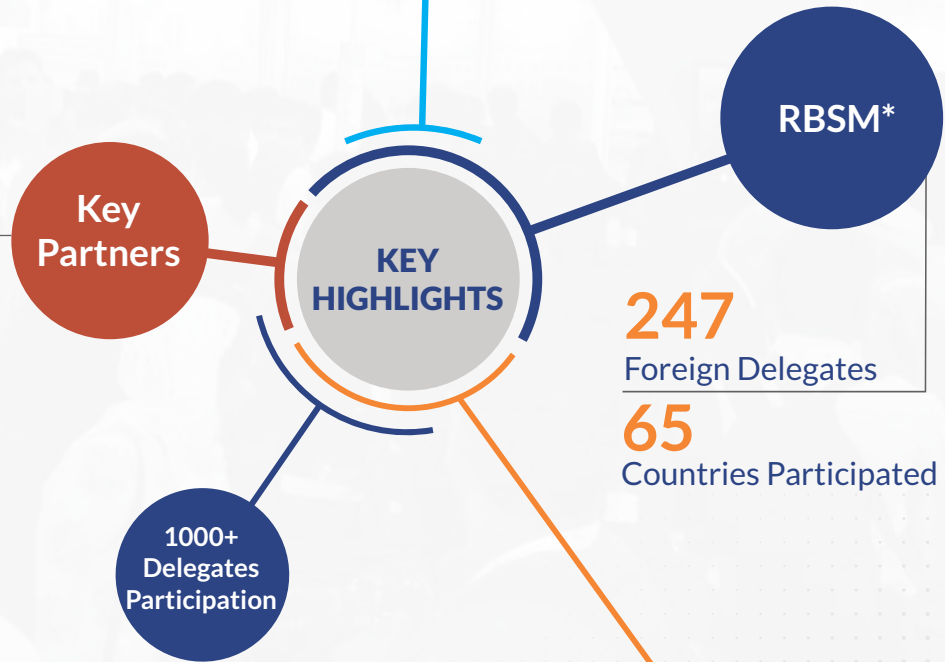 RBSM*
Key
Partners
KEY
HIGHLIGHTS
247
Foreign Delegates
65
Countries Participated
1000+
Delegates
Participation